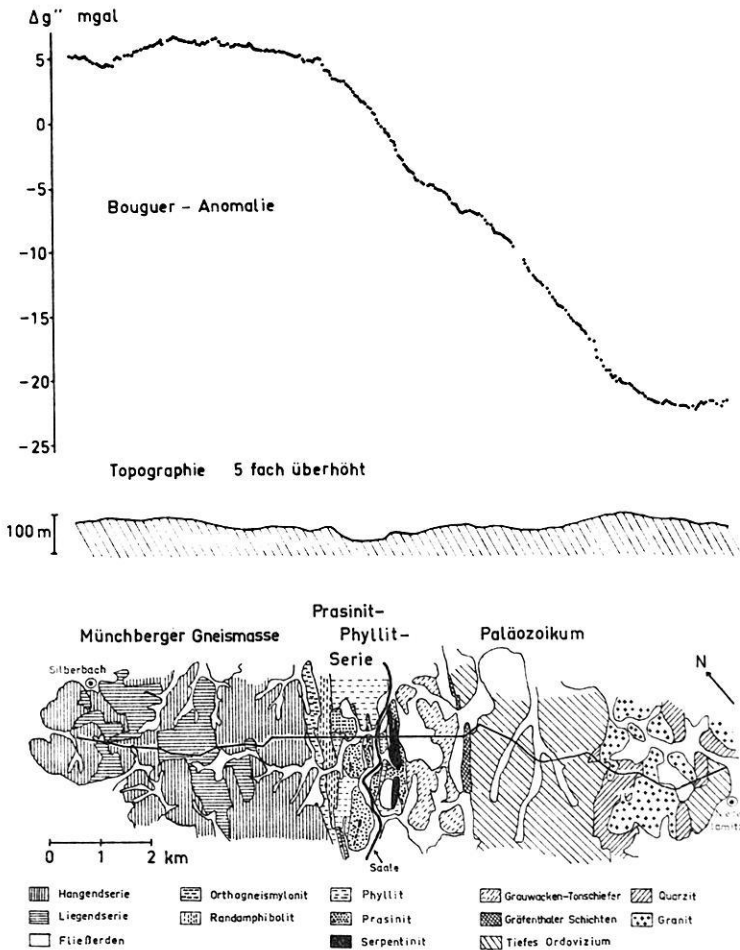 Δg'' mgal
5
0
-5
-10
-15
-20
-25
Bouguer - Anomalie
Topographie 5 fach überhöht
100 m
Prasinit-
Münchberger Gneismasse
Phyllit-
Paläozoikum
Serie
Silberbach
N
0 1 2 km
Saale
Hangendserie
Liegendserie
Fließerden
Orthogneismylonit
Randamphibolit
Phyllit
Prasinit
Serpentinit
Grauwacken-Tonschiefer
Gräfenthaler Schichten
Tiefes Ordovizium
Quarzit
Granit